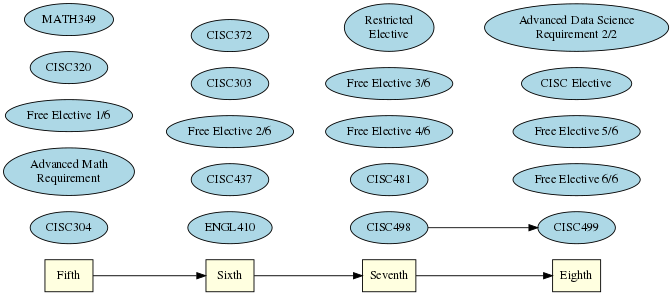 MATH349
CISC320
Free Elective 1/6
Advanced Math
Requirement
CISC304
Fifth
CISC372
CISC303
Free Elective 2/6
CISC437
ENGL410
Sixth
Restricted
Elective
Free Elective 3/6
Free Elective 4/6
CISC481
CISC498
Seventh
Advanced Data Science
Requirement 2/2
CISC Elective
Free Elective 5/6
Free Elective 6/6
CISC499
Eighth